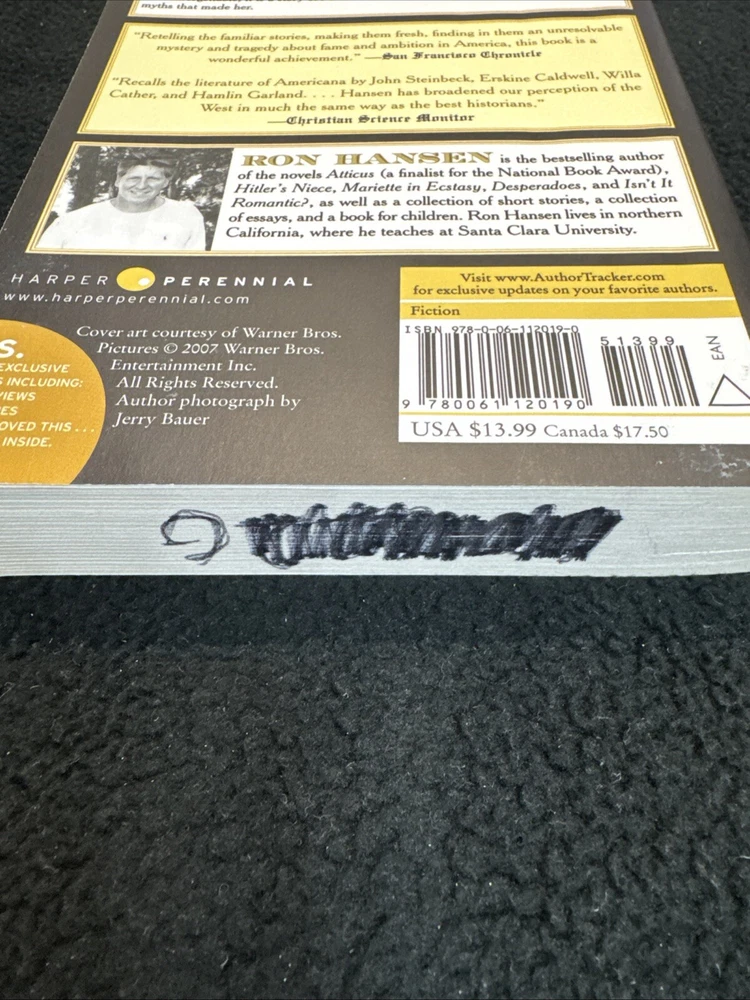 myths that made her.
"Retelling the familiar stories, making them fresh, finding in them an unresolvable
mystery and tragedy about fame and ambition in America, this book is a
wonderful achievement." —San Francisco Chronicle
"Recalls the literature of Americana by John Steinbeck, Erskine Caldwell, Willa
Cather, and Hamlin Garland. . . . Hansen has broadened our perception of the
West in much the same way as the best historians."
—Christian Science Monitor
RON HANSEN is the bestselling author
of the novels Atticus (a finalist for the National Book Award),
Hitler's Niece, Mariette in Ecstasy, Desperadoes, and Isn't It
Romantic?, as well as a collection of short stories, a collection
of essays, and a book for children. Ron Hansen lives in northern
California, where he teaches at Santa Clara University.
HARPER PERENNIAL
www.harperperennial.com
Cover art courtesy of Warner Bros.
Pictures © 2007 Warner Bros.
Entertainment Inc.
All Rights Reserved.
Author photograph by
Jerry Bauer
S.
EXCLUSIVE
INCLUDING:
VIEWS
ES
OVED THIS . . .
INSIDE.
Visit www.AuthorTracker.com
for exclusive updates on your favorite authors.
Fiction
ISBN 978-0-06-112019-0
51399
EAN
9 780061 120190
USA $13.99 Canada $17.50